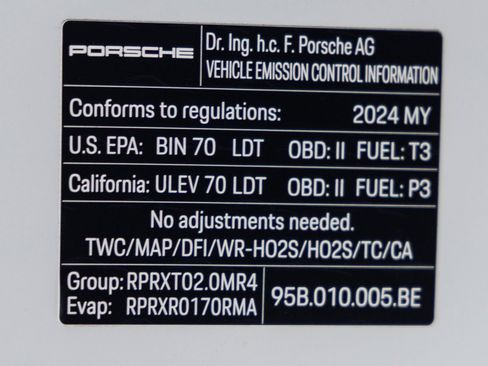 PORSCHE
Dr. Ing. h.c. F. Porsche AG
VEHICLE EMISSION CONTROL INFORMATION
Conforms to regulations: 2024 MY
U.S. EPA: BIN 70 LDT OBD: II FUEL: T3
California: ULEV 70 LDT OBD: II FUEL: P3
No adjustments needed.
TWC/MAP/DFI/WR-HO2S/HO2S/TC/CA
Group: RPRXT02.0MR4
Evap: RPRXR0170RMA
95B.010.005.BE